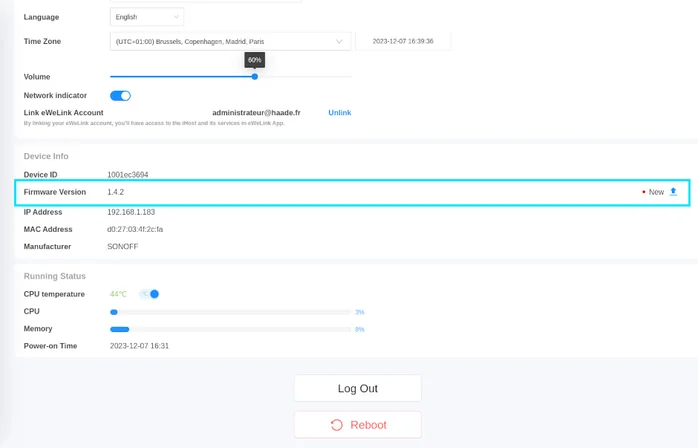 Language
English
Time Zone
(UTC+01:00) Brussels, Copenhagen, Madrid, Paris
2023-12-07 16:39:36
60%
Volume
Network indicator
Link eWeLink Account
administrateur@haade.fr
Unlink
By linking your eWeLink account, you'll have access to the iHost and its services in eWeLink App.
Device Info
Device ID
1001ec3694
Firmware Version
1.4.2
New
IP Address
192.168.1.183
MAC Address
d0:27:03:4f:2c:fa
Manufacturer
SONOFF
Running Status
CPU temperature
44°C
CPU
3%
Memory
8%
Power-on Time
2023-12-07 16:31
Log Out
Reboot